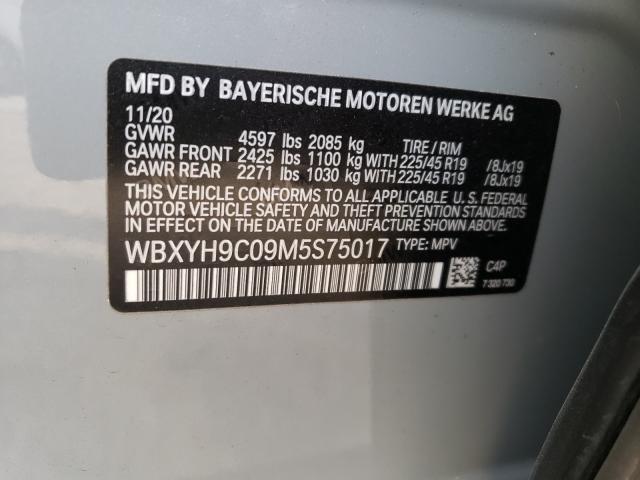 MFD BY BAYERISCHE MOTOREN WERKE AG
11/20
GVWR 4597 lbs 2085 kg TIRE / RIM
GAWR FRONT 2425 lbs 1100 kg WITH 225/45 R19 /8Jx19
GAWR REAR 2271 lbs 1030 kg WITH 225/45 R19 /8Jx19
THIS VEHICLE CONFORMS TO ALL APPLICABLE U. S. FEDERAL
MOTOR VEHICLE SAFETY AND THEFT PREVENTION STANDARDS
IN EFFECT ON THE DATE OF MANUFACTURE SHOWN ABOVE.
WBXYH9C09M5S75017 TYPE: MPV
C4P
7 320 730